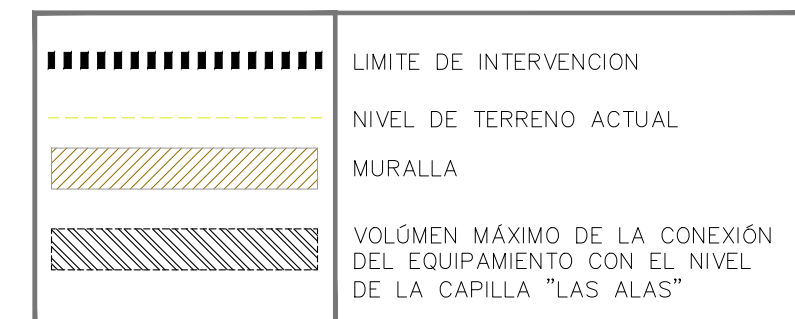 LIMITE DE INTERVENCION
NIVEL DE TERRENO ACTUAL
MURALLA
VOLÚMEN MÁXIMO DE LA CONEXIÓN
DEL EQUIPAMIENTO CON EL NIVEL
DE LA CAPILLA "LAS ALAS"